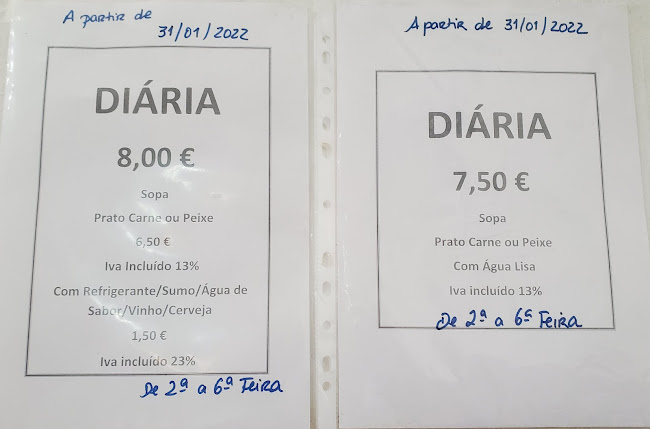 A partir de
31/01/2022
DIÁRIA
8,00 €
Sopa
Prato Carne ou Peixe
6,50 €
Iva Incluído 13%
Com Refrigerante/Sumo/Água de
Sabor/Vinho/Cerveja
1,50 €
Iva incluído 23%
De 2ª a 6ª Feira
A partir de 31/01/2022
DIÁRIA
7,50 €
Sopa
Prato Carne ou Peixe
Com Água Lisa
Iva incluído 13%
De 2ª a 6ª Feira